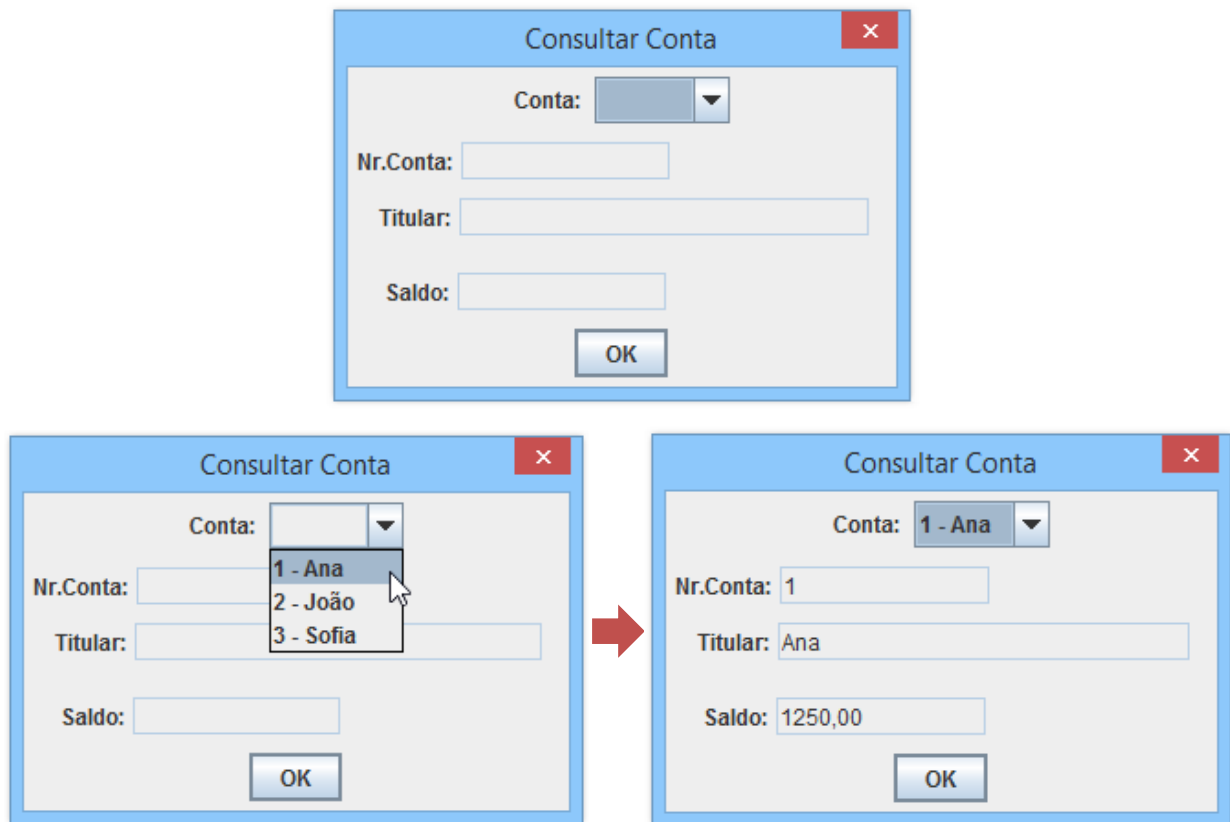 Consultar Conta
Conta:
Nr.Conta:
Titular:
Saldo:
OK
Consultar Conta
Conta:
1 - Ana
2 - João
3 - Sofia
Nr.Conta:
Titular:
Saldo:
OK
Consultar Conta
Conta: 1 - Ana
Nr.Conta: 1
Titular: Ana
Saldo: 1250,00
OK